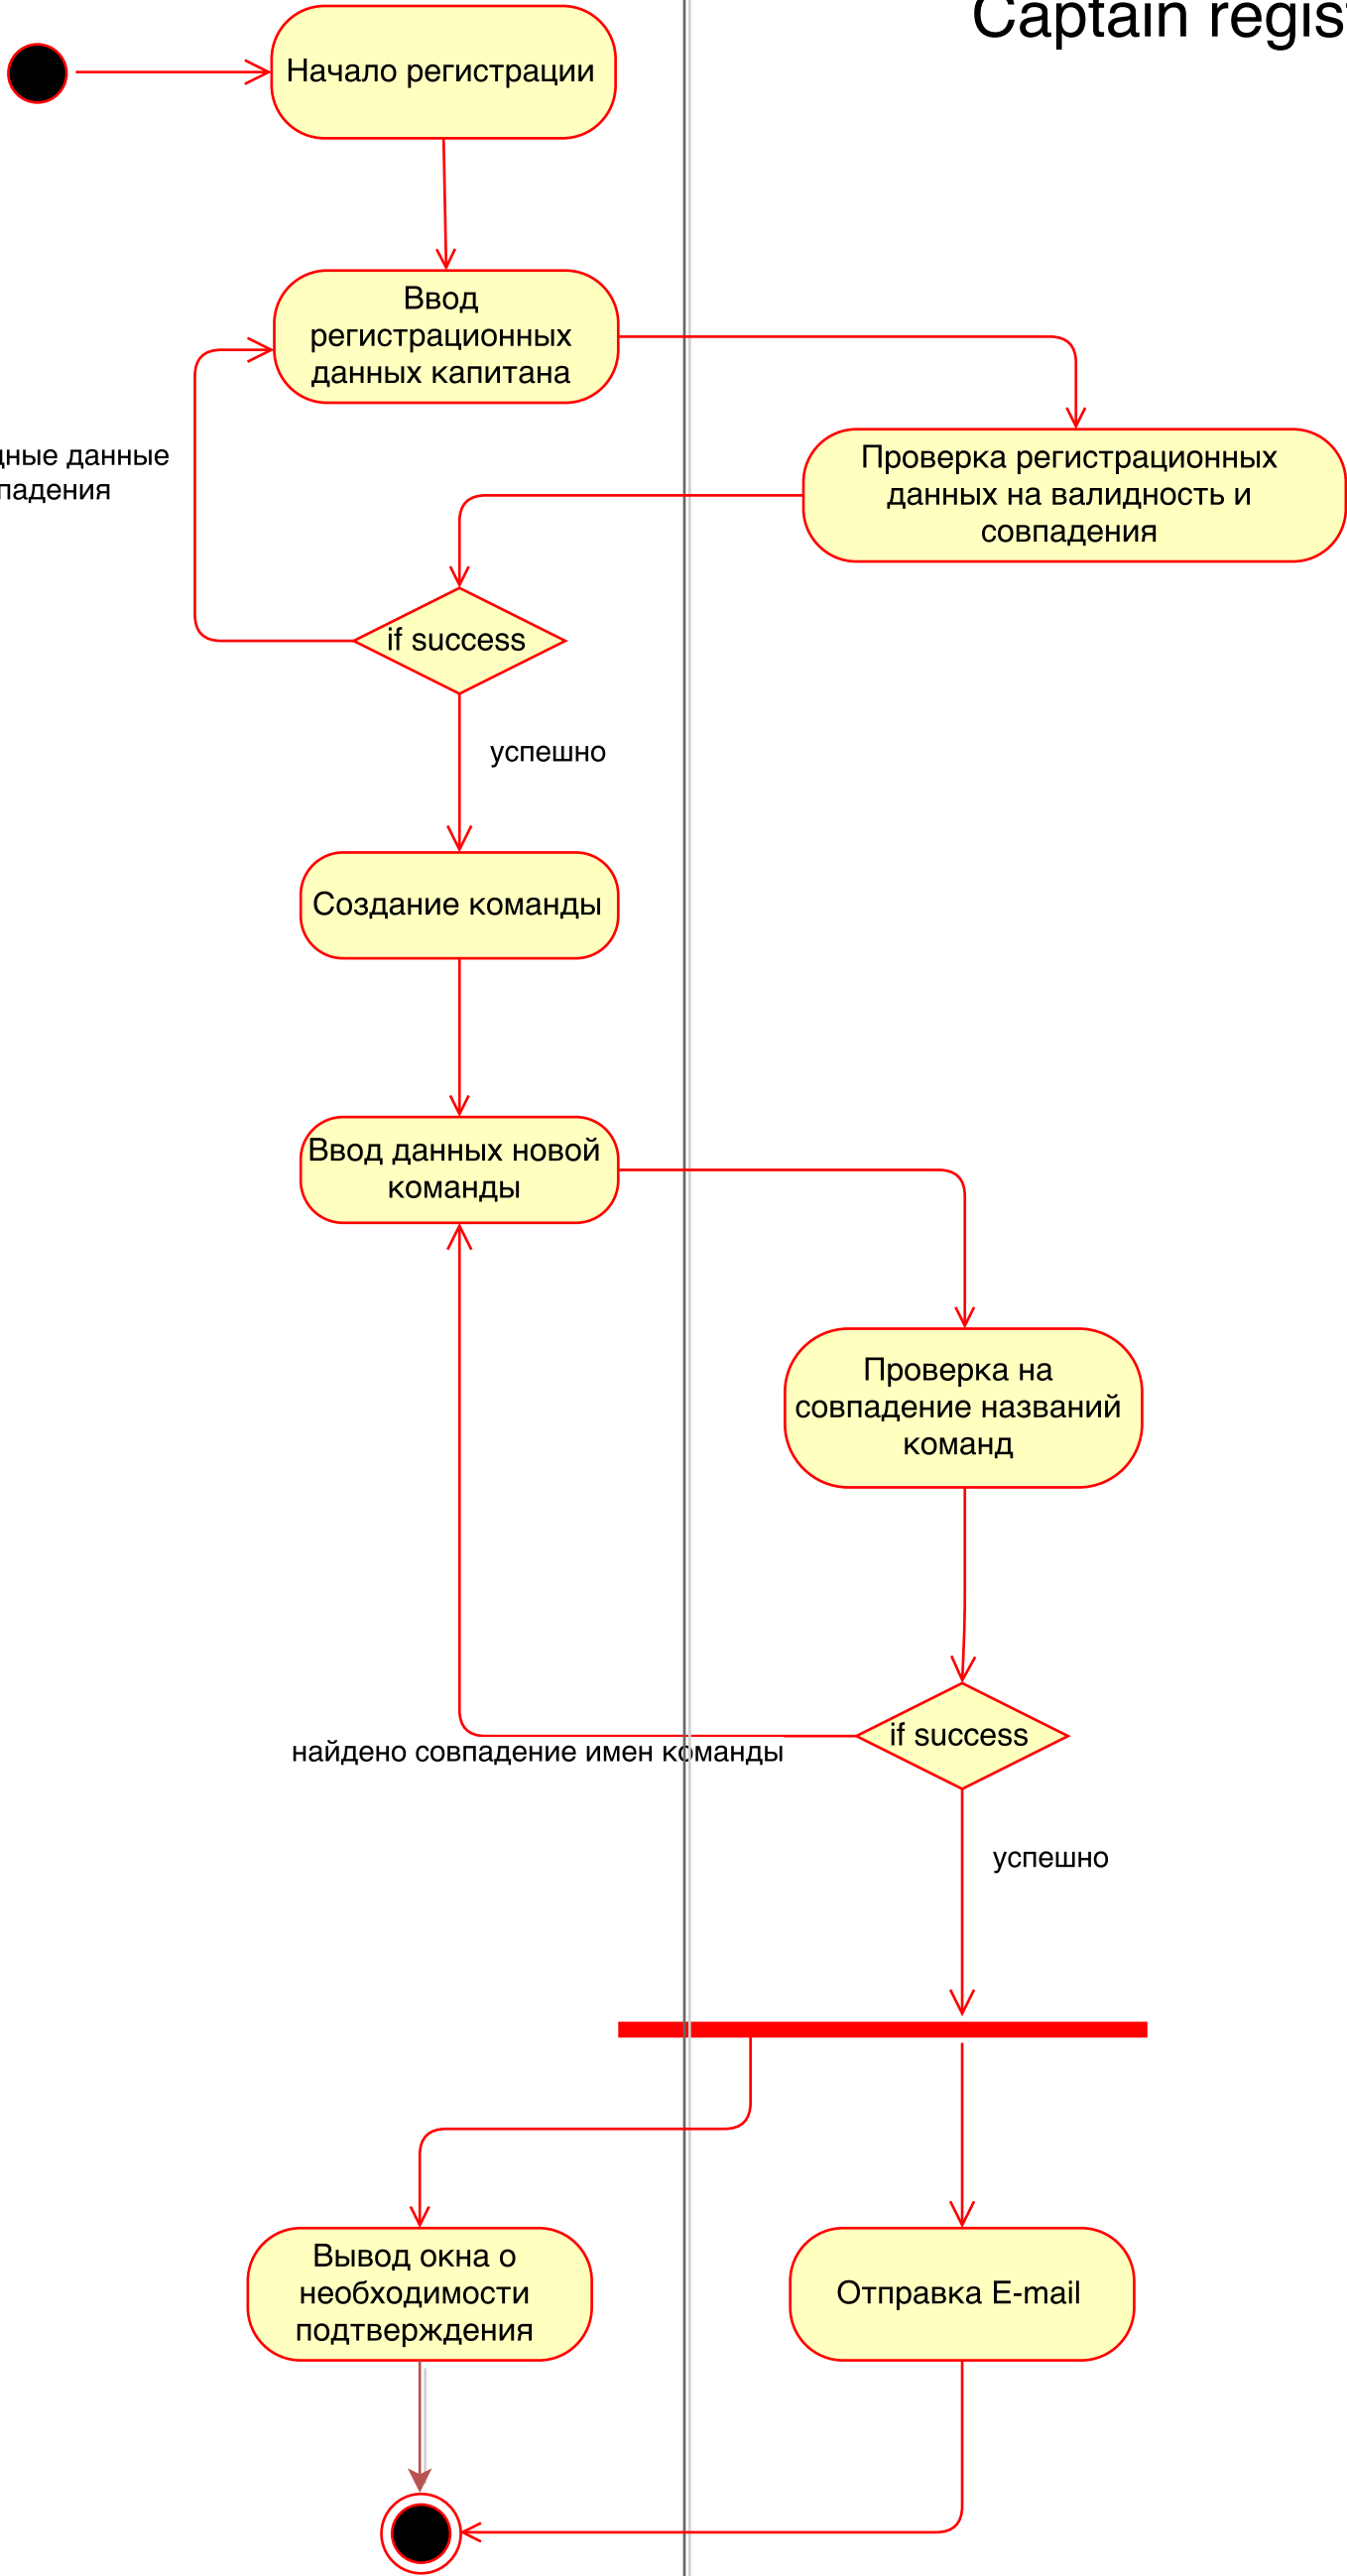 Captain regis
Начало регистрации
Ввод
регистрационных
данных капитана
данные
Проверка регистрационных
данных на валидность и
совпадения
if success
успешно
Создание команды
Ввод данных новой
команды
Проверка на
совпадение названий
команд
if success
найдено совпадение имен команды
успешно
Вывод окна о
необходимости
подтверждения
Отправка E-mail